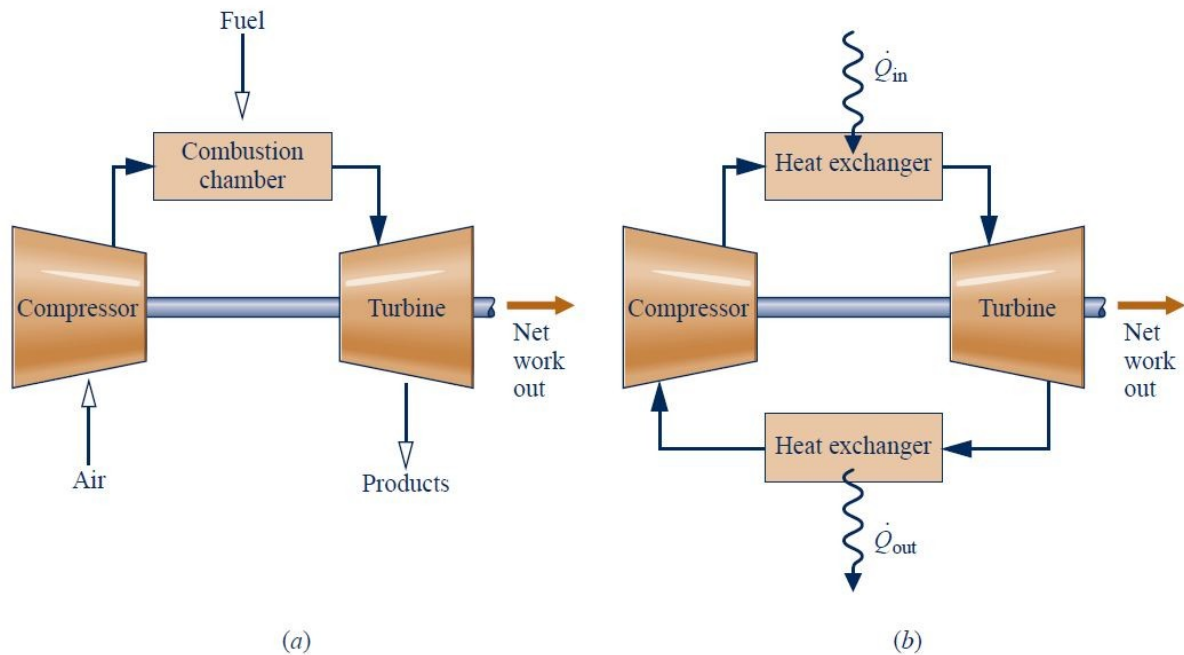 Fuel
Combustion
chamber
Compressor
Turbine
Net
work
out
Air
Products
(a)
Q̇in
Heat exchanger
Compressor
Turbine
Net
work
out
Heat exchanger
Q̇out
(b)